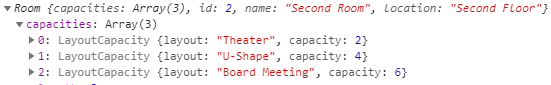 ▼ Room {capacities: Array(3), id: 2, name: "Second Room", location: "Second Floor"}
▼ capacities: Array(3)
▶ 0: LayoutCapacity {layout: "Theater", capacity: 2}
▶ 1: LayoutCapacity {layout: "U-Shape", capacity: 4}
▶ 2: LayoutCapacity {layout: "Board Meeting", capacity: 6}